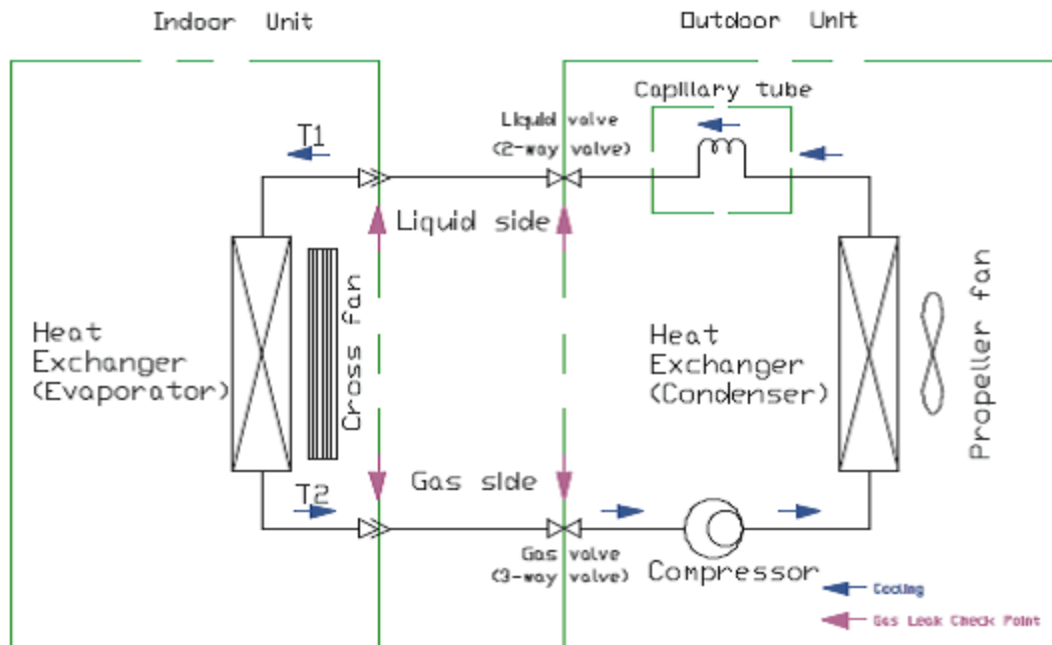 Indoor Unit
Outdoor Unit
Capillary tube
Liquid valve
(2-way valve)
T1
Liquid side
Heat
Exchanger
(Evaporator)
Cross fan
Heat
Exchanger
(Condenser)
Propeller fan
T2
Gas side
Gas valve
(3-way valve)
Compressor
Cooling
Gas Leak Check Point